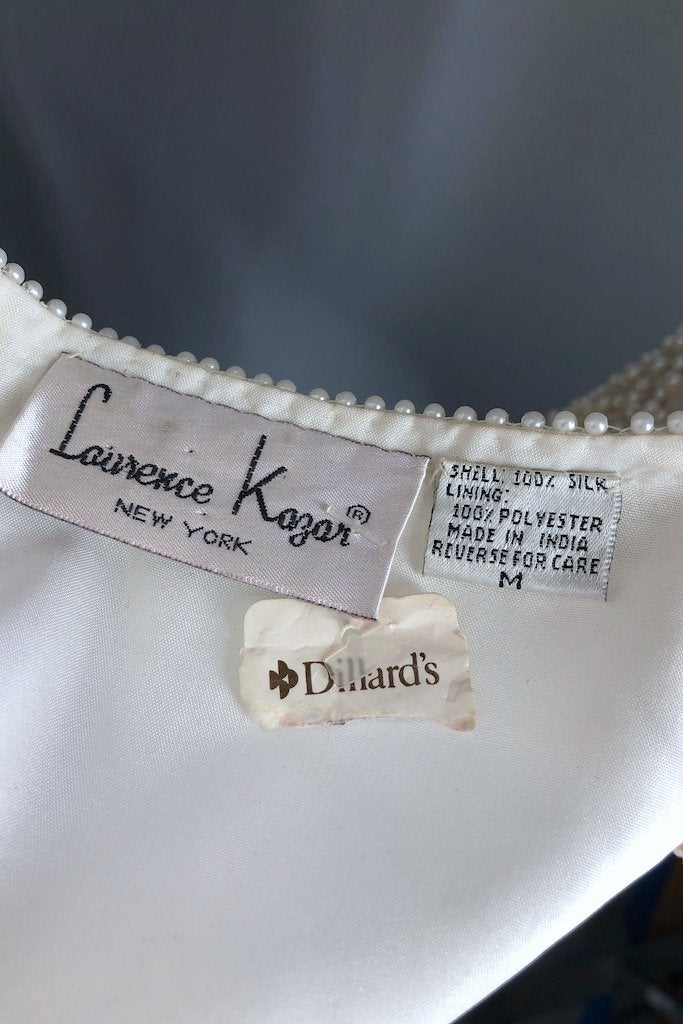 Lawrence Kazar®
NEW YORK
SHELL: 100% SILK
LINING:
100% POLYESTER
MADE IN INDIA
REVERSE FOR CARE
M
Dillard's